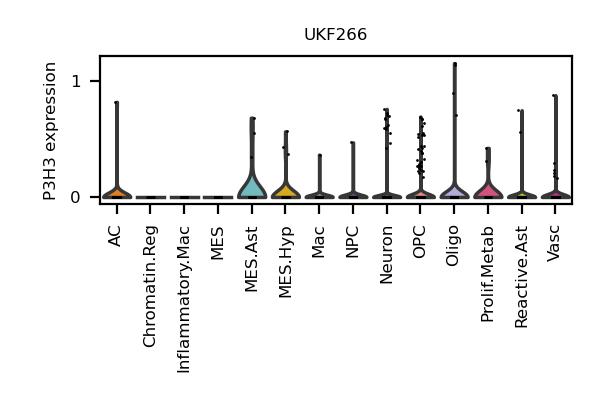 UKF266
P3H3 expression
1
0
AC
Chromatin.Reg
Inflammatory.Mac
MES
MES.Ast
MES.Hyp
Mac
NPC
Neuron
OPC
Oligo
Prolif.Metab
Reactive.Ast
Vasc